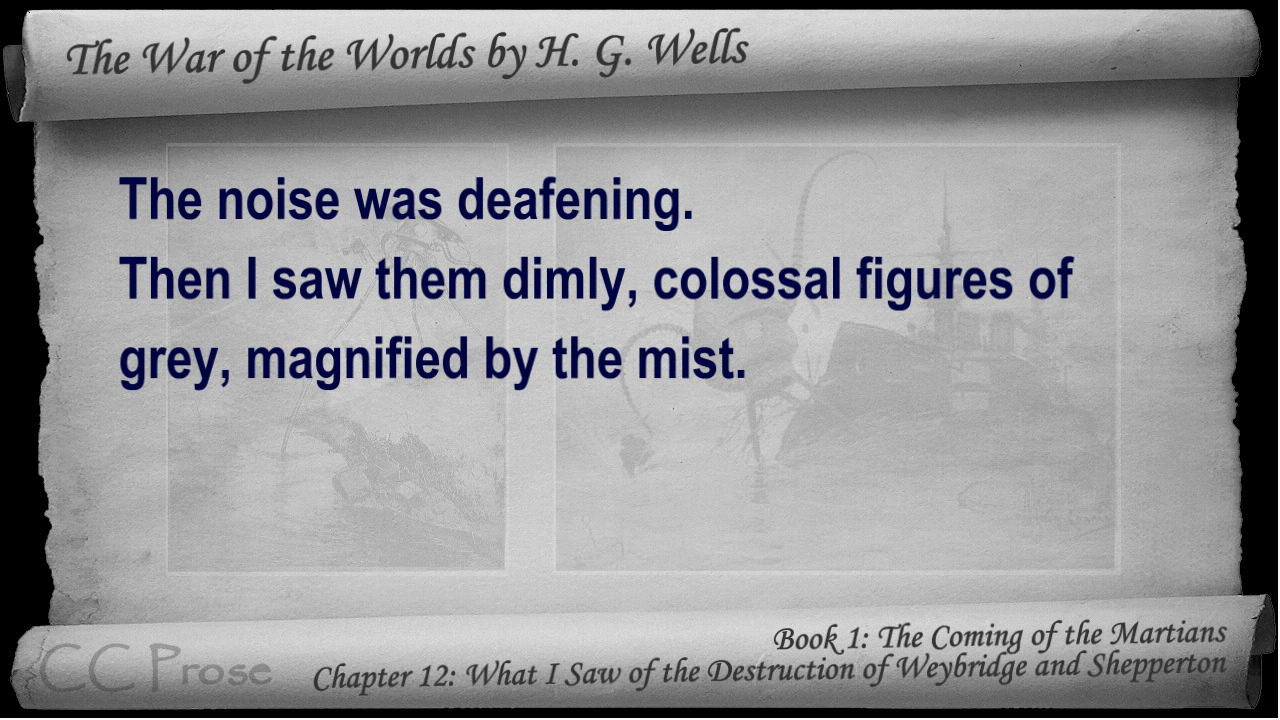 The War of the Worlds by H. G. Wells
The noise was deafening.
Then I saw them dimly, colossal figures of
grey, magnified by the mist.
Book 1: The Coming of the Martians
CC Prose
Chapter 12: What I Saw of the Destruction of Weybridge and Shepperton